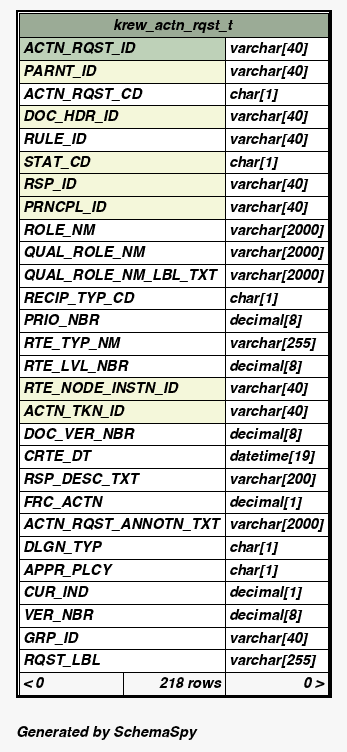 krew_actn_rqst_t
ACTN_RQST_ID varchar[40]
PARNT_ID varchar[40]
ACTN_RQST_CD char[1]
DOC_HDR_ID varchar[40]
RULE_ID varchar[40]
STAT_CD char[1]
RSP_ID varchar[40]
PRNCPL_ID varchar[40]
ROLE_NM varchar[2000]
QUAL_ROLE_NM varchar[2000]
QUAL_ROLE_NM_LBL_TXT varchar[2000]
RECIP_TYP_CD char[1]
PRIO_NBR decimal[8]
RTE_TYP_NM varchar[255]
RTE_LVL_NBR decimal[8]
RTE_NODE_INSTN_ID varchar[40]
ACTN_TKN_ID varchar[40]
DOC_VER_NBR decimal[8]
CRTE_DT datetime[19]
RSP_DESC_TXT varchar[200]
FRC_ACTN decimal[1]
ACTN_RQST_ANNOTN_TXT varchar[2000]
DLGN_TYP char[1]
APPR_PLCY char[1]
CUR_IND decimal[1]
VER_NBR decimal[8]
GRP_ID varchar[40]
RQST_LBL varchar[255]
< 0 218 rows 0 >
Generated by SchemaSpy